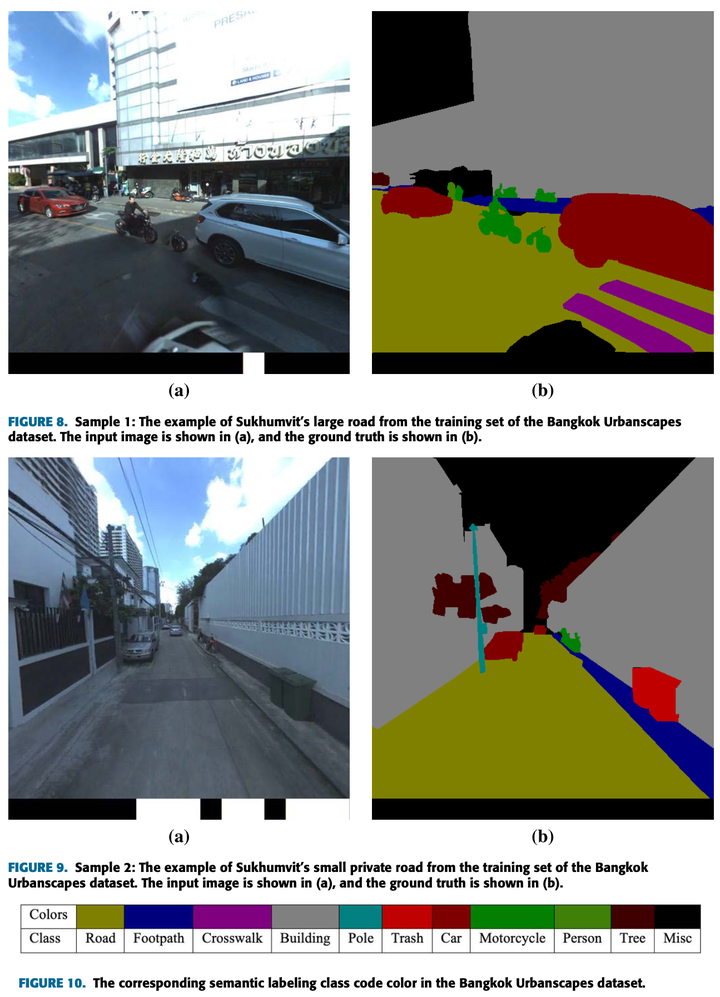 PRESA
LAND & HOUSES
(a)
(b)
FIGURE 8. Sample 1: The example of Sukhumvit's large road from the training set of the Bangkok Urbanscapes
dataset. The input image is shown in (a), and the ground truth is shown in (b).
(a)
(b)
FIGURE 9. Sample 2: The example of Sukhumvit's small private road from the training set of the Bangkok
Urbanscapes dataset. The input image is shown in (a), and the ground truth is shown in (b).
Colors
Class Road Footpath Crosswalk Building Pole Trash Car Motorcycle Person Tree Misc
FIGURE 10. The corresponding semantic labeling class code color in the Bangkok Urbanscapes dataset.